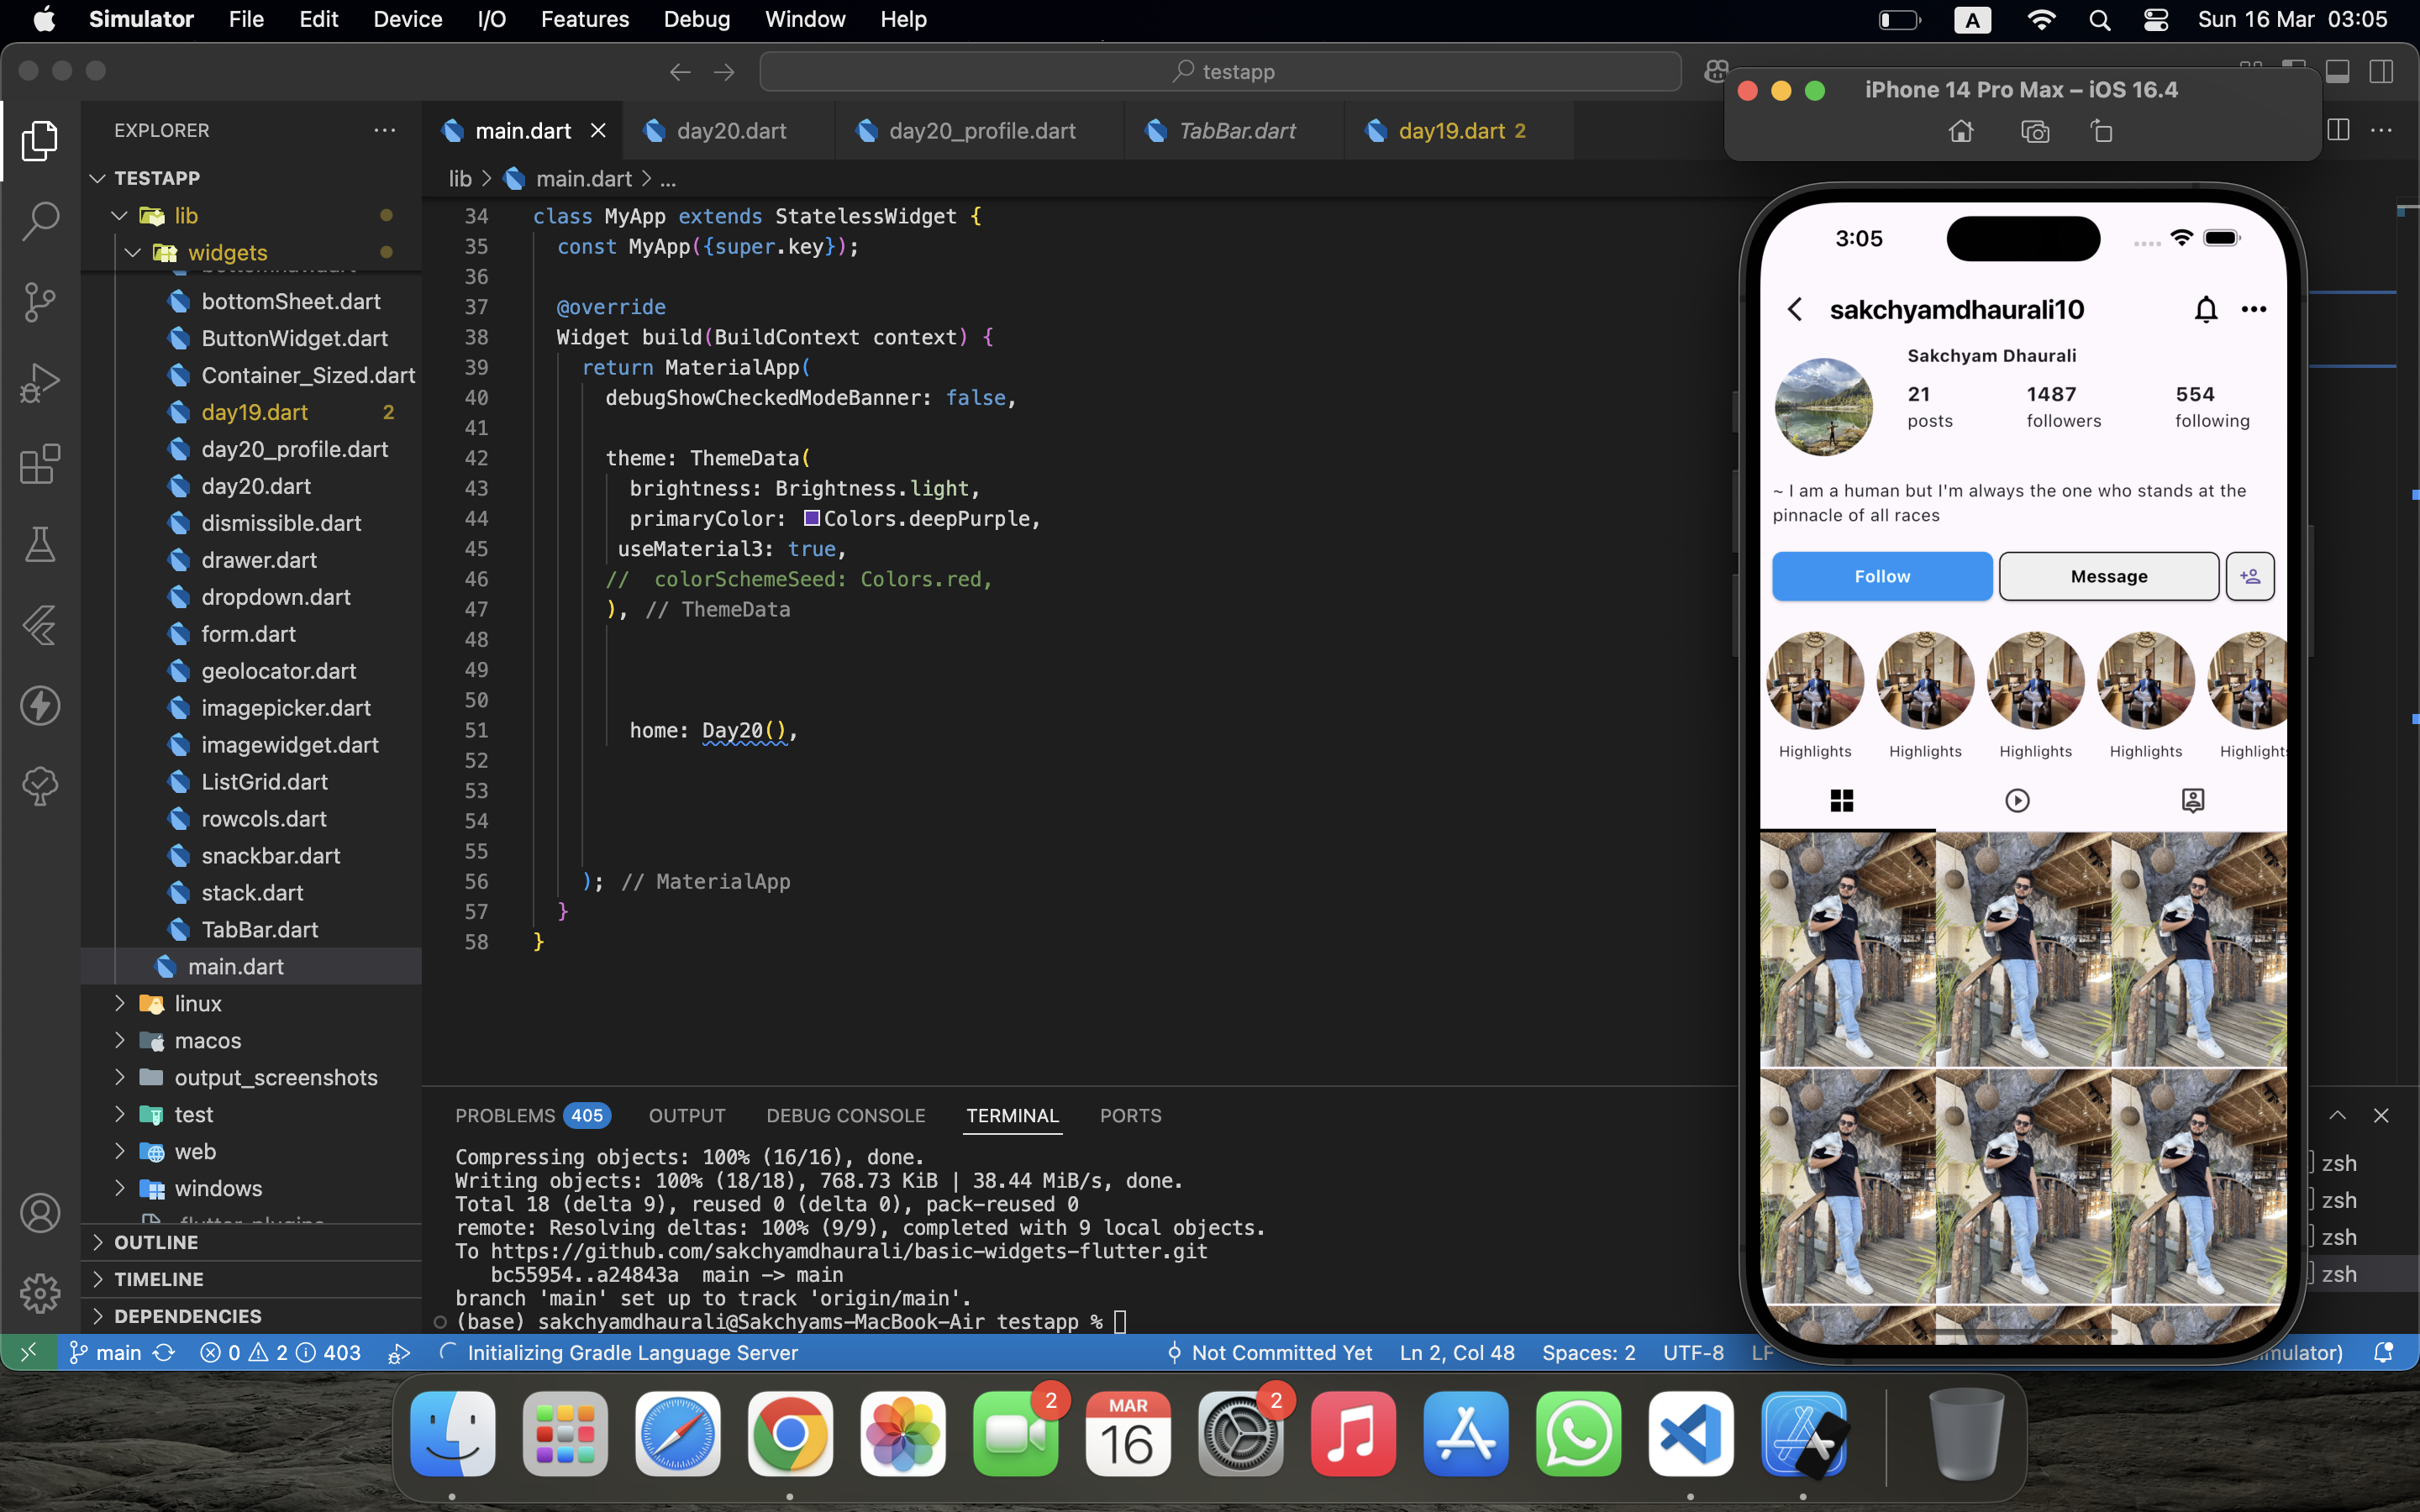 Simulator File Edit Device I/O Features Debug Window Help
A Sun 16 Mar 03:05
testapp
EXPLORER
TESTAPP
lib
widgets
bottomSheet.dart
ButtonWidget.dart
Container_Sized.dart
day19.dart 2
day20_profile.dart
day20.dart
dismissible.dart
drawer.dart
dropdown.dart
form.dart
geolocator.dart
imagepicker.dart
imagewidget.dart
ListGrid.dart
rowcols.dart
snackbar.dart
stack.dart
TabBar.dart
main.dart
linux
macos
output_screenshots
test
web
windows
OUTLINE
TIMELINE
DEPENDENCIES
main.dart day20.dart day20_profile.dart TabBar.dart day19.dart 2
lib > main.dart > ...
34 class MyApp extends StatelessWidget {
35 const MyApp({super.key});
36
37 @override
38 Widget build(BuildContext context) {
39 return MaterialApp(
40 debugShowCheckedModeBanner: false,
41
42 theme: ThemeData(
43 brightness: Brightness.light,
44 primaryColor: Colors.deepPurple,
45 useMaterial3: true,
46 // colorSchemeSeed: Colors.red,
47 ), // ThemeData
48
49
50
51 home: Day20(),
52
53
54
55
56 ); // MaterialApp
57 }
58 }
PROBLEMS 405 OUTPUT DEBUG CONSOLE TERMINAL PORTS
Compressing objects: 100% (16/16), done.
Writing objects: 100% (18/18), 768.73 KiB | 38.44 MiB/s, done.
Total 18 (delta 9), reused 0 (delta 0), pack-reused 0
remote: Resolving deltas: 100% (9/9), completed with 9 local objects.
To https://github.com/sakchyamdhaurali/basic-widgets-flutter.git
bc55954..a24843a main -> main
branch 'main' set up to track 'origin/main'.
(base) sakchyamdhaurali@Sakchyams-MacBook-Air testapp %
zsh
zsh
zsh
zsh
main 0 2 403 Initializing Gradle Language Server Not Committed Yet Ln 2, Col 48 Spaces: 2 UTF-8 LF
iPhone 14 Pro Max – iOS 16.4
3:05
sakchyamdhaurali10
Sakchyam Dhaurali
21 1487 554
posts followers following
~ I am a human but I'm always the one who stands at the
pinnacle of all races
Follow Message
Highlights Highlights Highlights Highlights Highlights
2
MAR
16
2